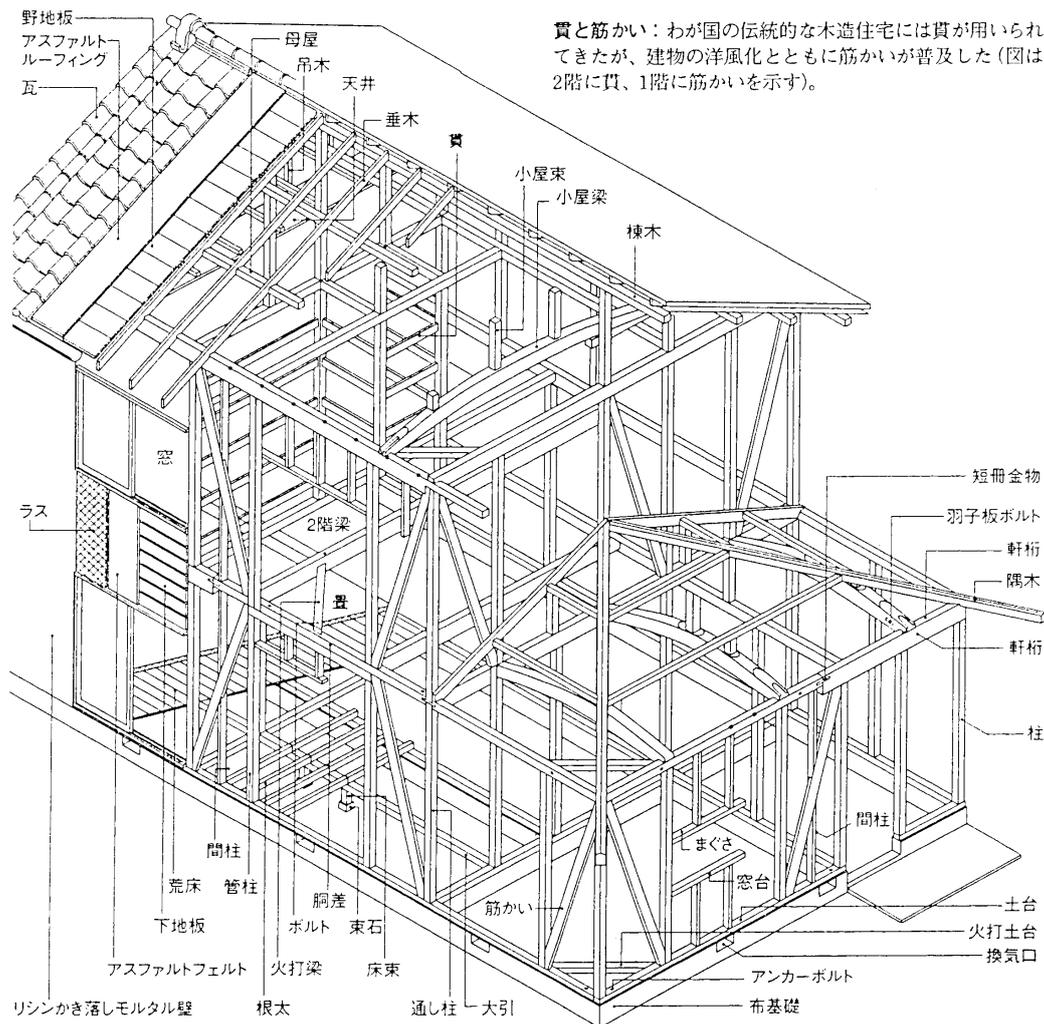 貫と筋かい：わが国の伝統的な木造住宅には貫が用いられ
てきたが、建物の洋風化とともに筋かいが普及した（図は
2階に貫、1階に筋かいを示す）。
野地板
アスファルト
ルーフィング
瓦
母屋
吊木
天井
垂木
貫
小屋束
小屋梁
棟木
窓
ラス
2階梁
畳
短冊金物
羽子板ボルト
軒桁
隅木
軒桁
柱
間柱
まぐさ
窓台
筋かい
土台
火打土台
換気口
アンカーボルト
布基礎
間柱
荒床
管柱
下地板
ボルト
胴差
束石
アスファルトフェルト
火打梁
床束
リシンかき落しモルタル壁
根太
通し柱
大引